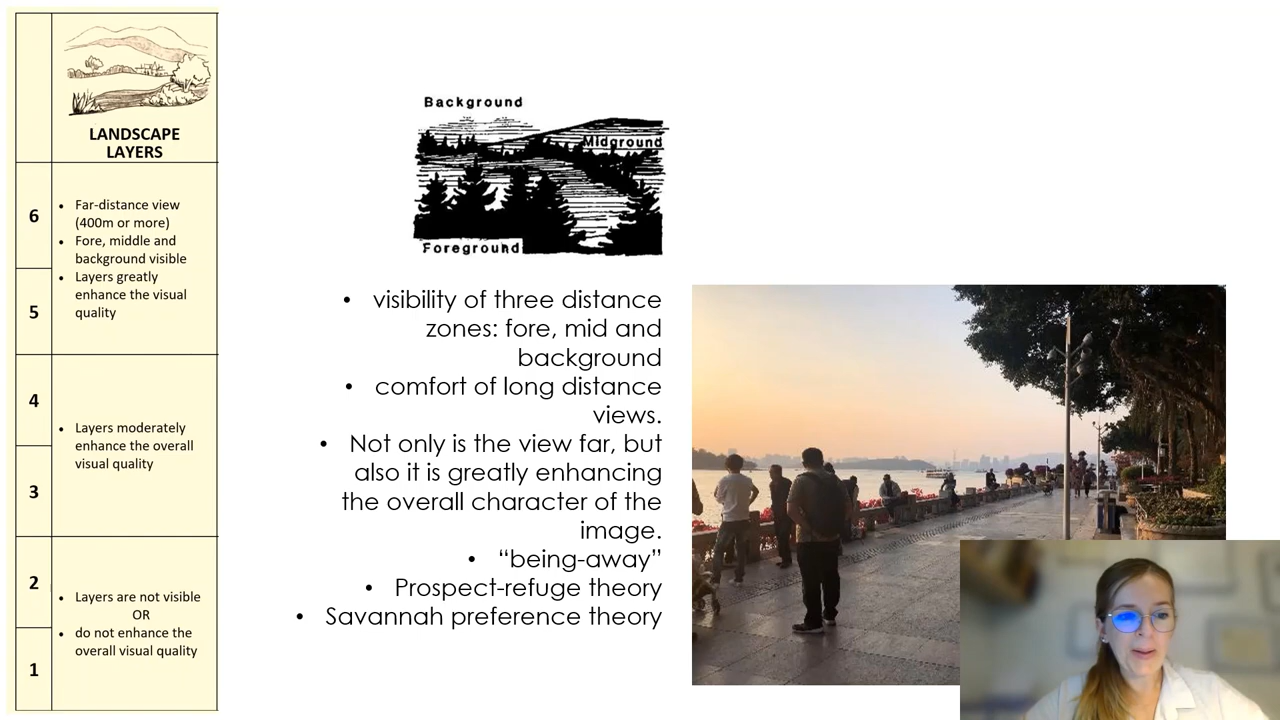 LANDSCAPE
LAYERS
6
• Far-distance view
(400m or more)
• Fore, middle and
background visible
• Layers greatly
enhance the visual
quality
5
4
• Layers moderately
enhance the overall
visual quality
3
2
• Layers are not visible
OR
• do not enhance the
overall visual quality
1
Background
Midground
Foreground
• visibility of three distance
zones: fore, mid and
background
• comfort of long distance
views.
• Not only is the view far, but
also it is greatly enhancing
the overall character of the
image.
• “being-away”
• Prospect-refuge theory
• Savannah preference theory